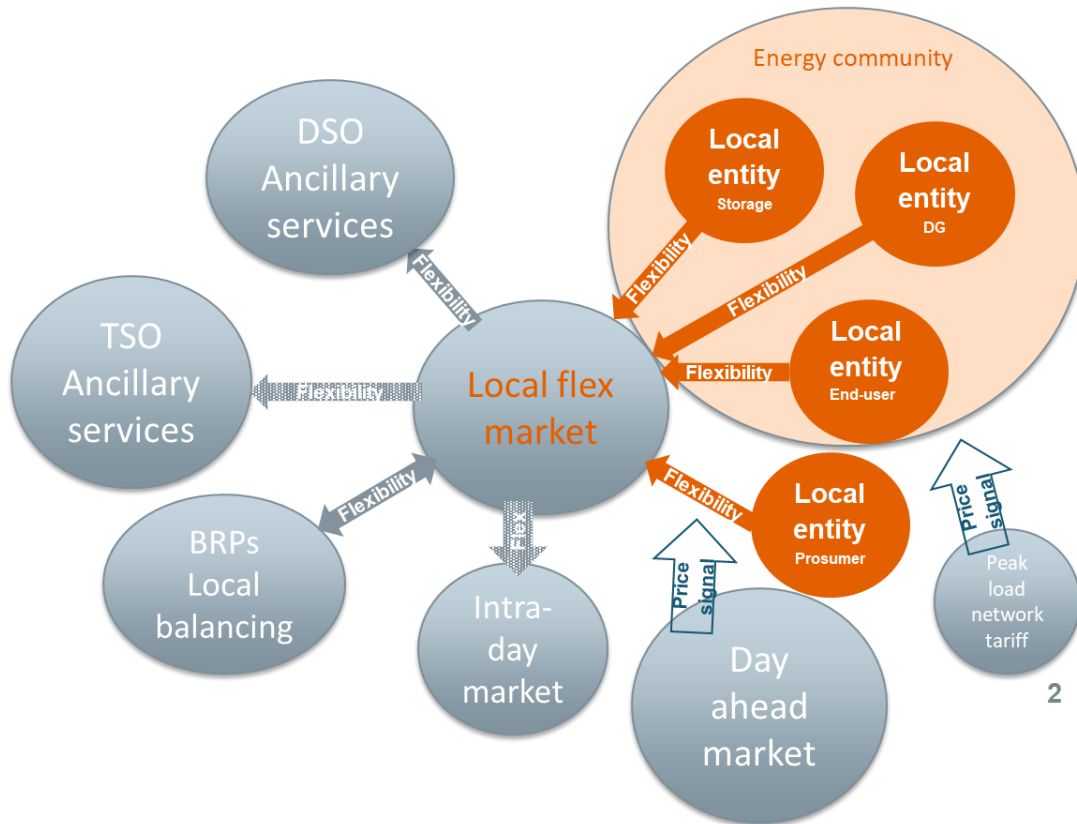 Energy community
DSO
Ancillary
services
Local
entity
Storage
Local
entity
DG
Flexibility
Flexibility
Flexibility
TSO
Ancillary
services
Flexibility
Local flex
market
Flexibility
Local
entity
End-user
Flexibility
Flexibility
Local
entity
Prosumer
BRPs
Local
balancing
Flex
Intra-
day
market
Price
signal
Day
ahead
market
Price
signal
Peak
load
network
tariff
2